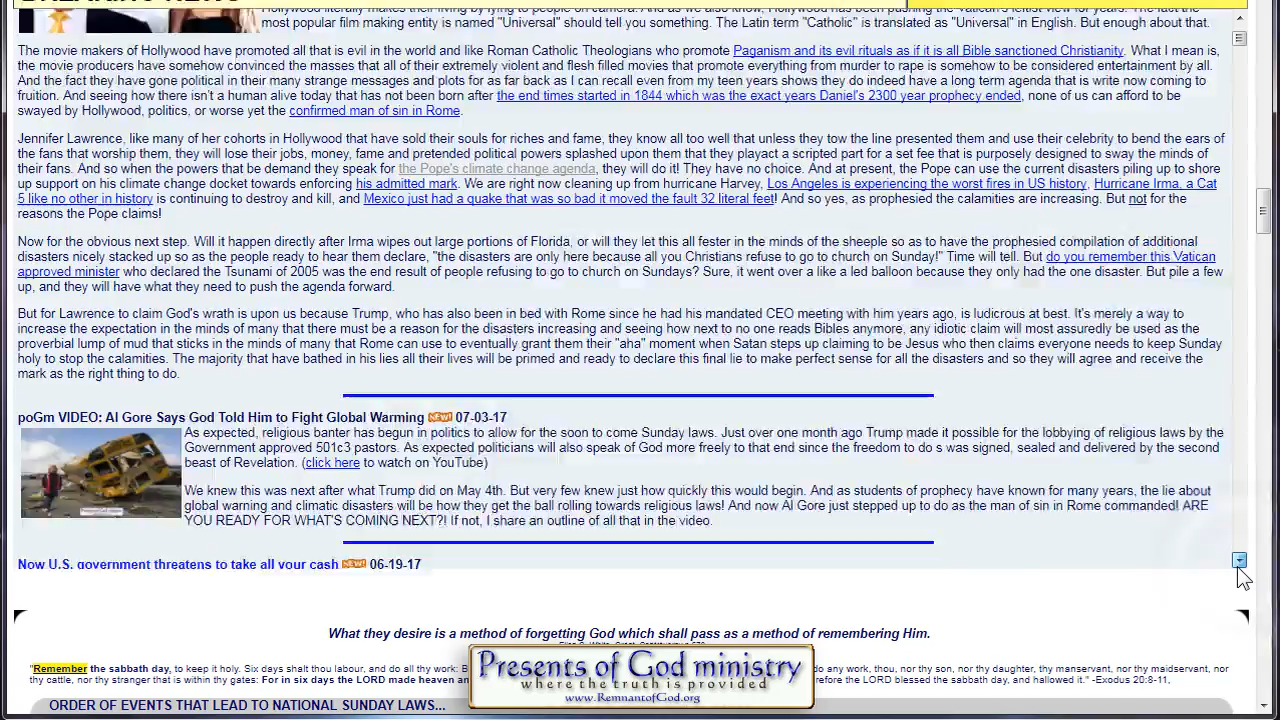 Hollywood literally makes their living by lying to people on camera. And as we also know, Hollywood has been pushing the Vatican's leftist view for years. The fact the
most popular film making entity is named "Universal" should tell you something. The Latin term "Catholic" is translated as "Universal" in English. But enough about that.
The movie makers of Hollywood have promoted all that is evil in the world and like Roman Catholic Theologians who promote Paganism and its evil rituals as if it is all Bible sanctioned Christianity. What I mean is,
the movie producers have somehow convinced the masses that all of their extremely violent and flesh filled movies that promote everything from murder to rape is somehow to be considered entertainment by all.
And the fact they have gone political in their many strange messages and plots for as far back as I can recall even from my teen years shows they do indeed have a long term agenda that is write now coming to
fruition. And seeing how there isn't a human alive today that has not been born after the end times started in 1844 which was the exact years Daniel's 2300 year prophecy ended, none of us can afford to be
swayed by Hollywood, politics, or worse yet the confirmed man of sin in Rome.
Jennifer Lawrence, like many of her cohorts in Hollywood that have sold their souls for riches and fame, they know all too well that unless they tow the line presented them and use their celebrity to bend the ears of
the fans that worship them, they will lose their jobs, money, fame and pretended political powers splashed upon them that they playact a scripted part for a set fee that is purposely designed to sway the minds of
their fans. And so when the powers that be demand they speak for the Pope's climate change agenda, they will do it! They have no choice. And at present, the Pope can use the current disasters piling up to shore
up support on his climate change docket towards enforcing his admitted mark. We are right now cleaning up from hurricane Harvey, Los Angeles is experiencing the worst fires in US history, Hurricane Irma, a Cat
5 like no other in history is continuing to destroy and kill, and Mexico just had a quake that was so bad it moved the fault 32 literal feet! And so yes, as prophesied the calamities are increasing. But not for the
reasons the Pope claims!
Now for the obvious next step. Will it happen directly after Irma wipes out large portions of Florida, or will they let this all fester in the minds of the sheeple so as to have the prophesied compilation of additional
disasters nicely stacked up so as the people ready to hear them declare, "the disasters are only here because all you Christians refuse to go to church on Sunday!" Time will tell. But do you remember this Vatican
approved minister who declared the Tsunami of 2005 was the end result of people refusing to go to church on Sundays? Sure, it went over a like a led balloon because they only had the one disaster. But pile a few
up, and they will have what they need to push the agenda forward.
But for Lawrence to claim God's wrath is upon us because Trump, who has also been in bed with Rome since he had his mandated CEO meeting with him years ago, is ludicrous at best. It's merely a way to
increase the expectation in the minds of many that there must be a reason for the disasters increasing and seeing how next to no one reads Bibles anymore, any idiotic claim will most assuredly be used as the
proverbial lump of mud that sticks in the minds of many that Rome can use to eventually grant them their "aha" moment when Satan steps up claiming to be Jesus who then claims everyone needs to keep Sunday
holy to stop the calamities. The majority that have bathed in his lies all their lives will be primed and ready to declare this final lie to make perfect sense for all the disasters and so they will agree and receive the
mark as the right thing to do.
poGm VIDEO: Al Gore Says God Told Him to Fight Global Warming NEW! 07-03-17
As expected, religious banter has begun in politics to allow for the soon to come Sunday laws. Just over one month ago Trump made it possible for the lobbying of religious laws by the
Government approved 501c3 pastors. As expected politicians will also speak of God more freely to that end since the freedom to do s was signed, sealed and delivered by the second
beast of Revelation. (click here to watch on YouTube)
We knew this was next after what Trump did on May 4th. But very few knew just how quickly this would begin. And as students of prophecy have known for many years, the lie about
global warming and climatic disasters will be how they get the ball rolling towards religious laws! And now Al Gore just stepped up to do as the man of sin in Rome commanded! ARE
YOU READY FOR WHAT'S COMING NEXT?! If not, I share an outline of all that in the video.
Now U.S. government threatens to take all your cash NEW! 06-19-17
What they desire is a method of forgetting God which shall pass as a method of remembering Him.
"Remember the sabbath day, to keep it holy. Six days shalt thou labour, and do all thy work: B do any work, thou, nor thy son, nor thy daughter, thy manservant, nor thy maidservant, nor
thy cattle, nor thy stranger that is within thy gates: For in six days the LORD made heaven an refore the LORD blessed the sabbath day, and hallowed it." -Exodus 20:8-11,
Presents of God ministry
where the truth is provided
www.RemnantofGod.org
ORDER OF EVENTS THAT LEAD TO NATIONAL SUNDAY LAWS...